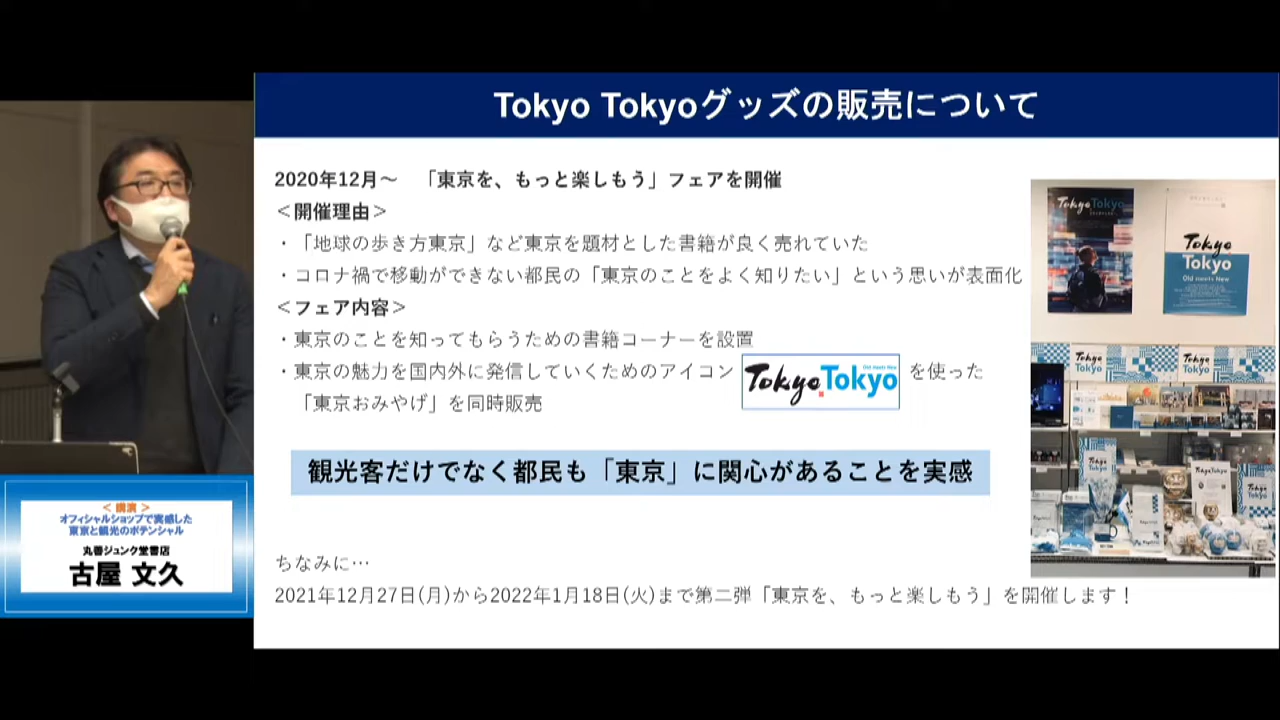 Tokyo Tokyoグッズの販売について
2020年12月～　「東京を、もっと楽しもう」フェアを開催
＜開催理由＞
・「地球の歩き方東京」など東京を題材とした書籍が良く売れていた
・コロナ禍で移動ができない都民の「東京のことをよく知りたい」という思いが表面化
＜フェア内容＞
・東京のことを知ってもらうための書籍コーナーを設置
・東京の魅力を国内外に発信していくためのアイコン Tokyo Tokyo Old meets New を使った
「東京おみやげ」を同時販売
観光客だけでなく都民も「東京」に関心があることを実感
ちなみに…
2021年12月27日(月)から2022年1月18日(火)まで第二弾「東京を、もっと楽しもう」を開催します！
Tokyo Tokyo
Tokyo
Tokyo
Old meets New
Tokyo Tokyo
Tokyo Tokyo
＜講演＞
オフィシャルショップで実感した
東京と観光のポテンシャル
丸善ジュンク堂書店
古屋 文久